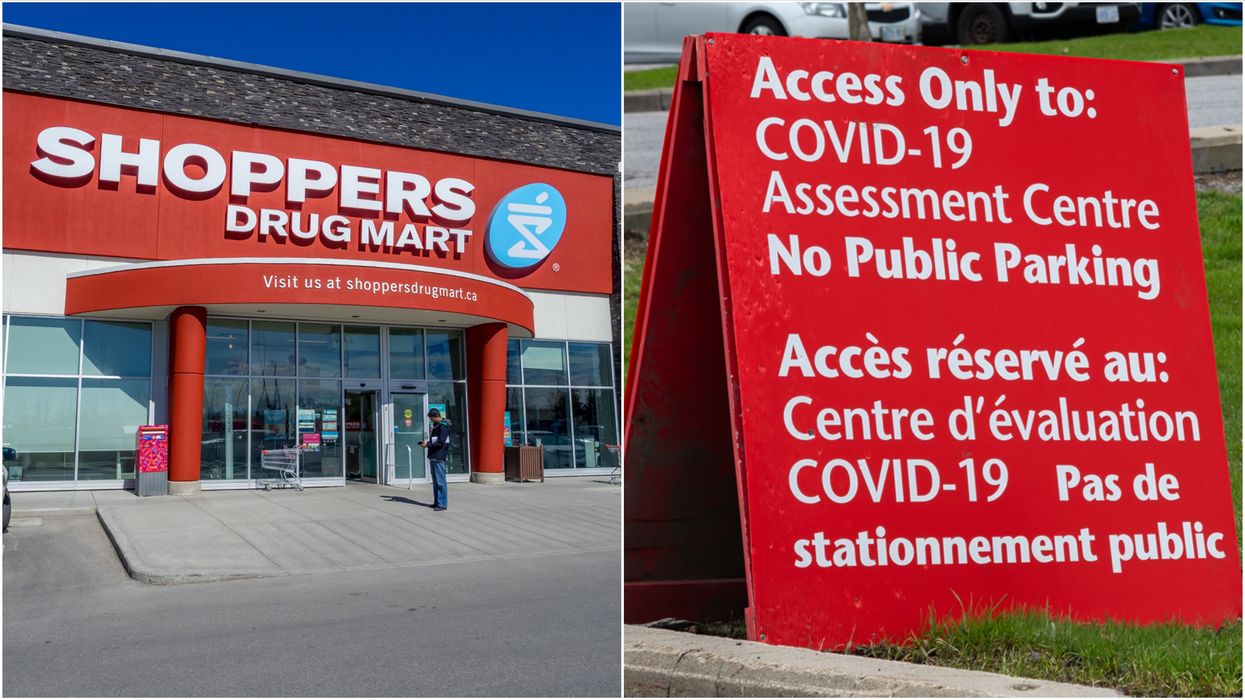 SHOPPERS
DRUG MART
®
Visit us at shoppersdrugmart.ca
Access Only to:
COVID-19
Assessment Centre
No Public Parking
Accès réservé au:
Centre d'évaluation
COVID-19 Pas de
stationnement public